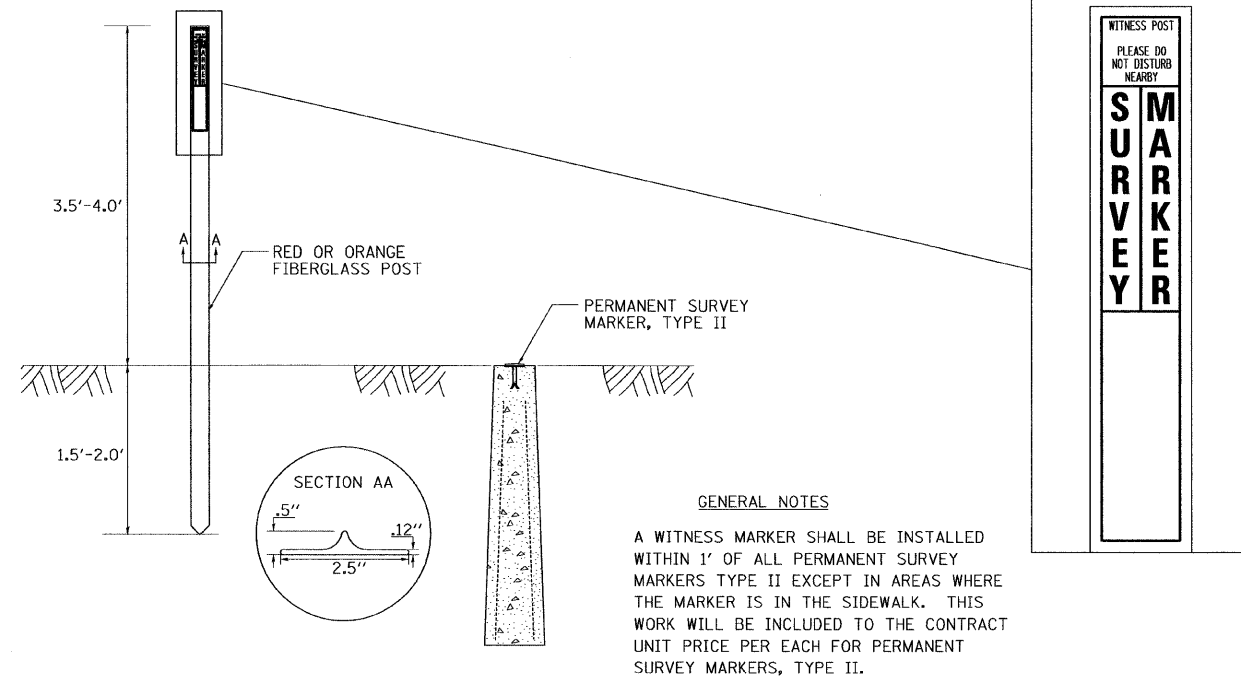 WITNESS POST
PLEASE DO
NOT DISTURB
NEARBY
SURVEY
MARKER
3.5'-4.0'
A A
RED OR ORANGE
FIBERGLASS POST
PERMANENT SURVEY
MARKER, TYPE II
1.5'-2.0'
SECTION AA
.5"
.12"
2.5"
GENERAL NOTES
A WITNESS MARKER SHALL BE INSTALLED
WITHIN 1' OF ALL PERMANENT SURVEY
MARKERS TYPE II EXCEPT IN AREAS WHERE
THE MARKER IS IN THE SIDEWALK. THIS
WORK WILL BE INCLUDED TO THE CONTRACT
UNIT PRICE PER EACH FOR PERMANENT
SURVEY MARKERS, TYPE II.